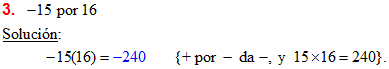 3. −15 por 16
Solución:
−15(16) = −240 {+ por − da −, y 15×16 = 240}.